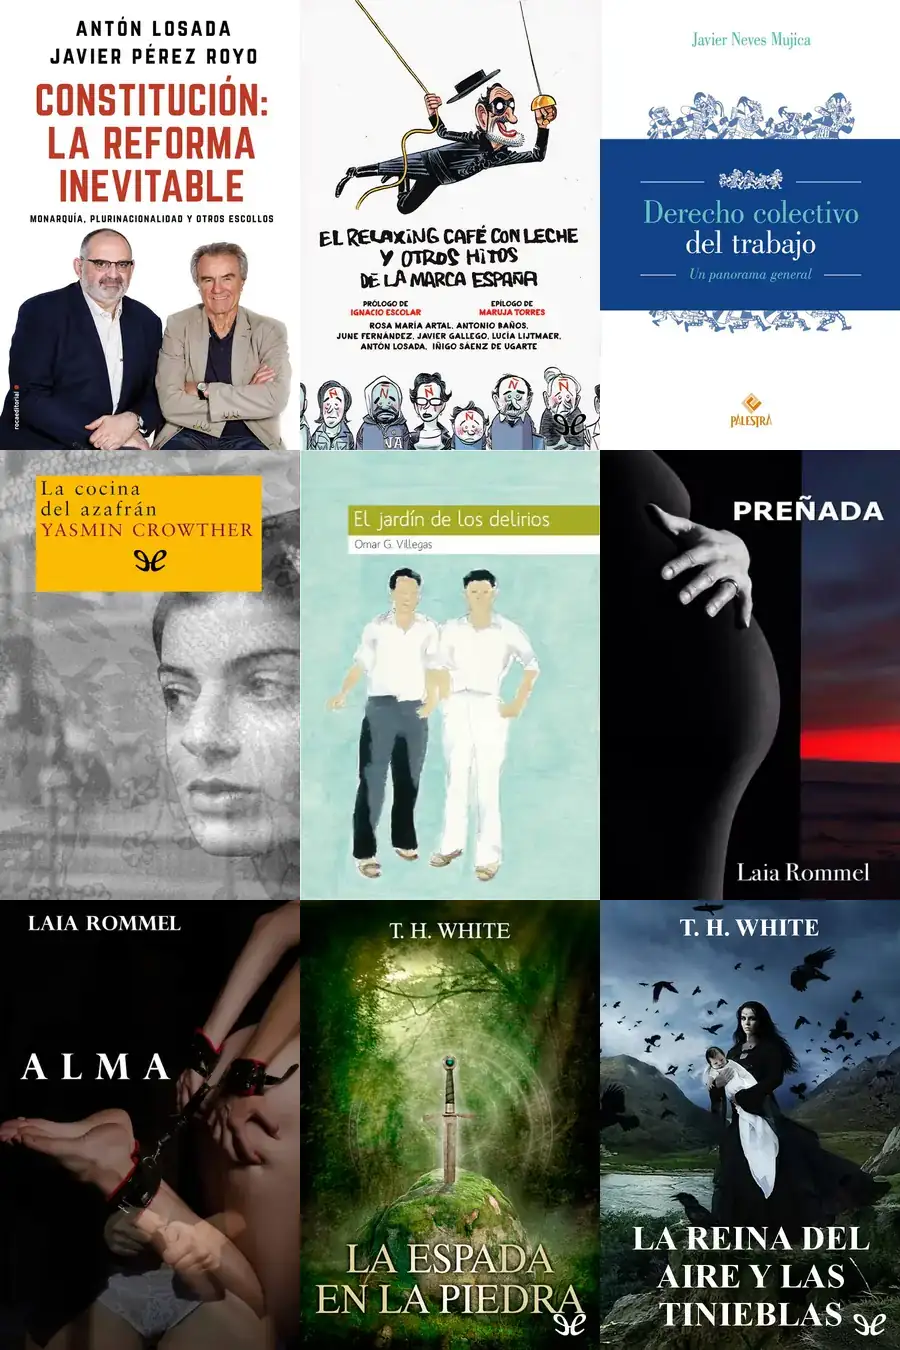 ANTÓN LOSADA
JAVIER PÉREZ ROYO
CONSTITUCIÓN:
LA REFORMA
INEVITABLE
MONARQUÍA, PLURINACIONALIDAD Y OTROS ESCOLLOS
rocaeditorial
EL RELAXING CAFÉ CON LECHE
Y OTROS HITOS
DE LA MARCA ESPAÑA
PRÓLOGO DE
IGNACIO ESCOLAR
EPÍLOGO DE
MARUJA TORRES
ROSA MARÍA ARTAL, ANTONIO BAÑOS,
JUNE FERNÁNDEZ, JAVIER GALLEGO, LUCÍA LIJTMAER,
ANTÓN LOSADA, IÑIGO SÁENZ DE UGARTE
Ñ
Ñ
Ñ
Ñ
Ñ
Ñ
Javier Neves Mujica
Derecho colectivo
del trabajo
Un panorama general
PALESTRA
La cocina
del azafrán
YASMIN CROWTHER
El jardín de los delirios
Omar G. Villegas
PREÑADA
Laia Rommel
LAIA ROMMEL
ALMA
T. H. WHITE
LA ESPADA
EN LA PIEDRA
T. H. WHITE
LA REINA DEL
AIRE Y LAS
TINIEBLAS